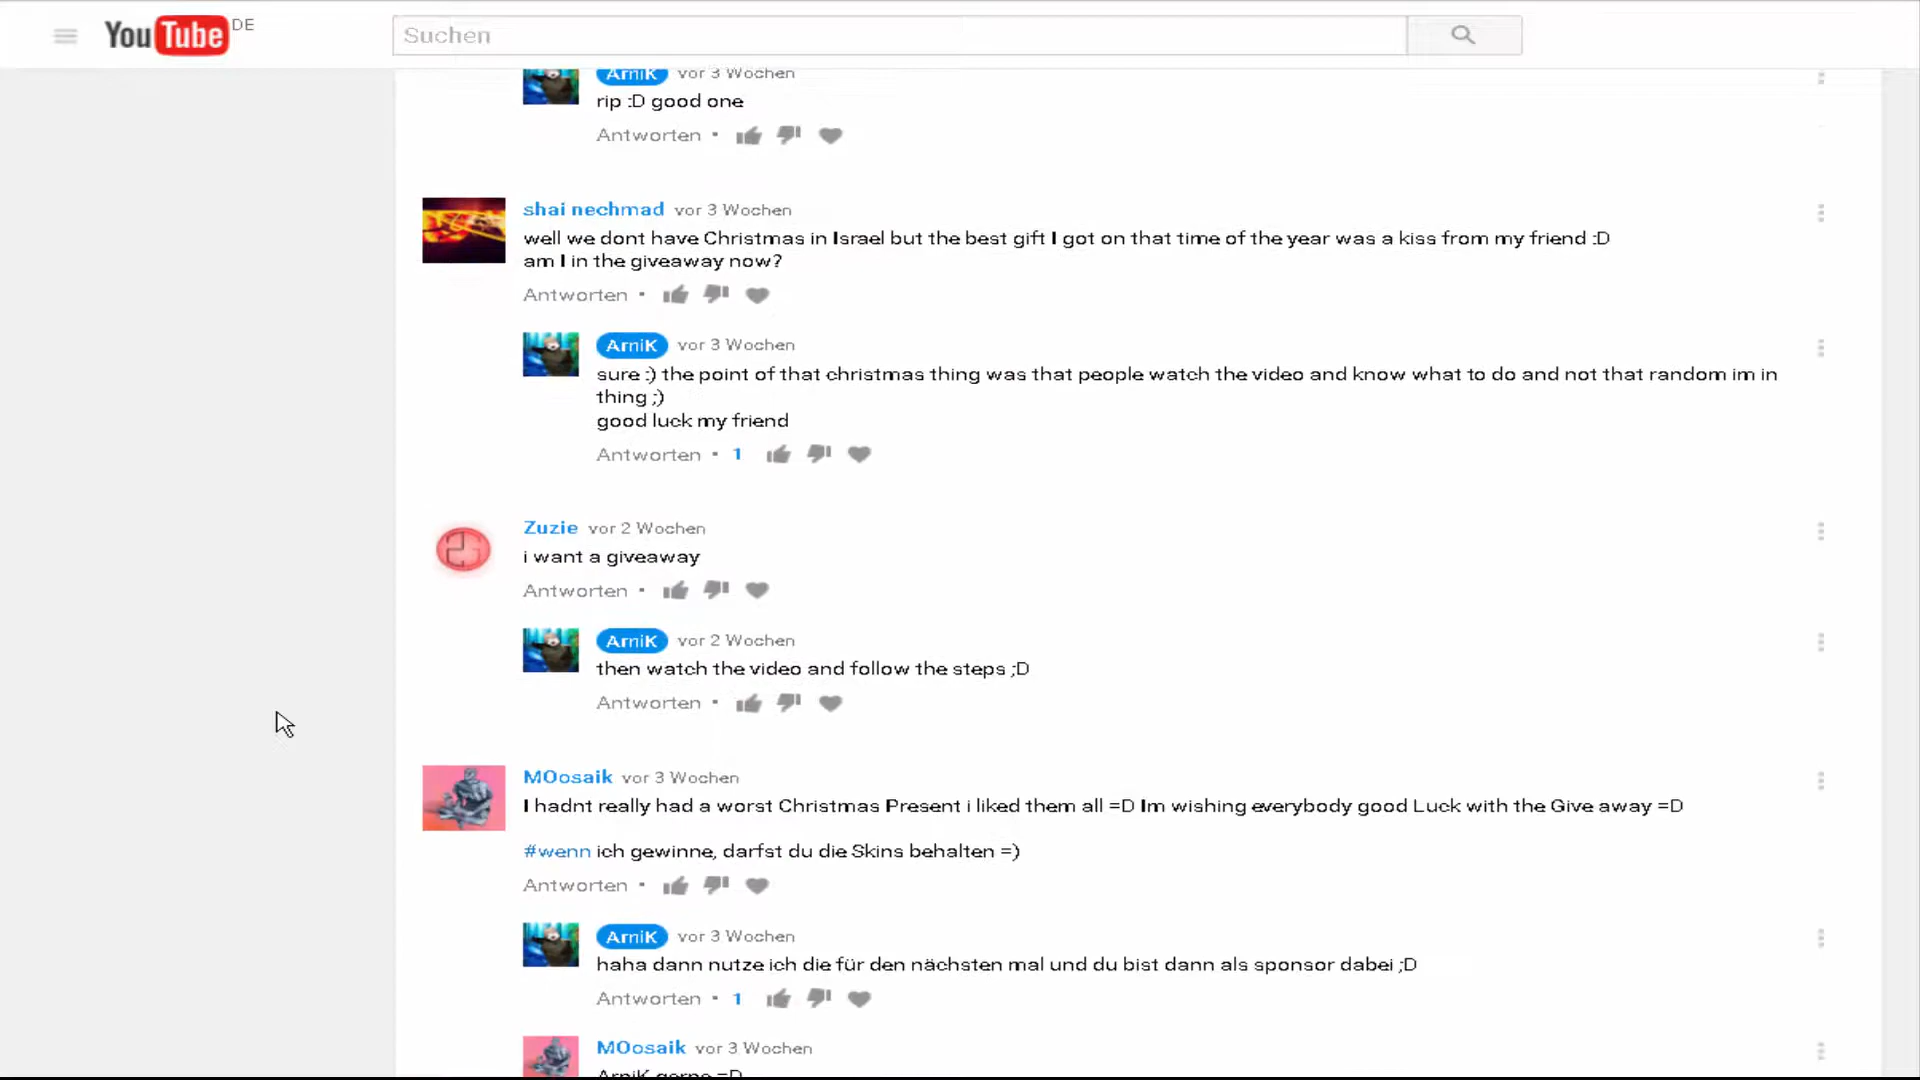 YouTube DE
Suchen
ArniK vor 3 Wochen
rip :D good one
Antworten •
shai nechmad vor 3 Wochen
well we dont have Christmas in Israel but the best gift I got on that time of the year was a kiss from my friend :D
am I in the giveaway now?
Antworten •
ArniK vor 3 Wochen
sure :) the point of that christmas thing was that people watch the video and know what to do and not that random im in
thing ;)
good luck my friend
Antworten • 1
Zuzie vor 2 Wochen
i want a giveaway
Antworten •
ArniK vor 2 Wochen
then watch the video and follow the steps ;D
Antworten •
MOosaik vor 3 Wochen
I hadnt really had a worst Christmas Present i liked them all =D Im wishing everybody good Luck with the Give away =D
#wenn ich gewinne, darfst du die Skins behalten =)
Antworten •
ArniK vor 3 Wochen
haha dann nutze ich die für den nächsten mal und du bist dann als sponsor dabei ;D
Antworten • 1
MOosaik vor 3 Wochen
ArniK gerne =D